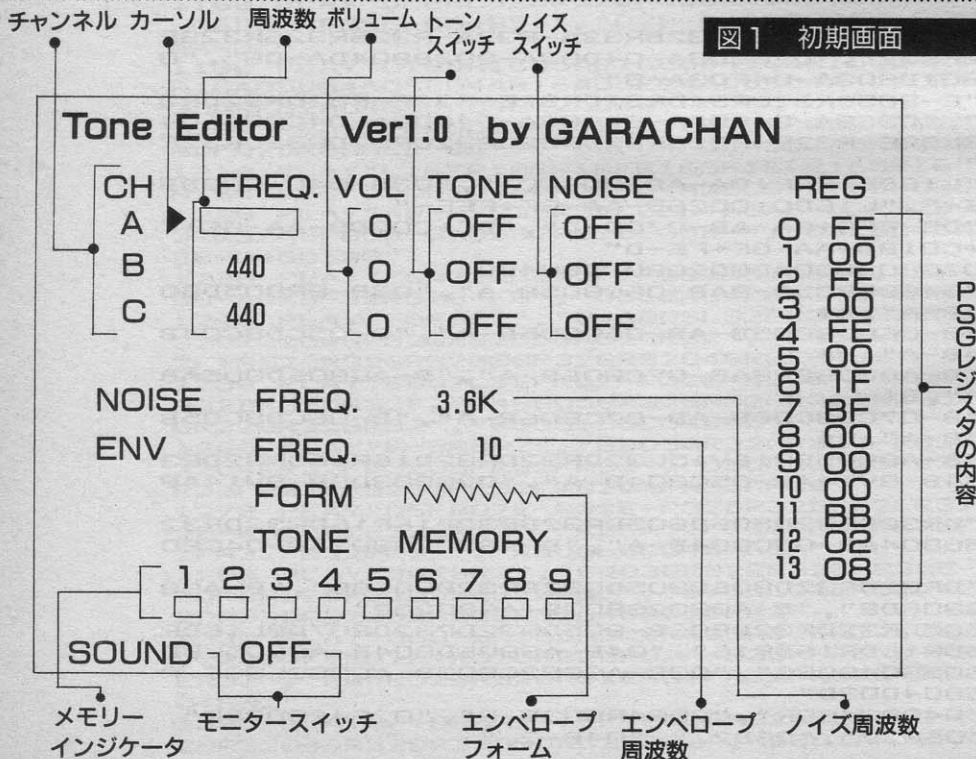 チャンネル カーソル 周波数 ボリューム トーンスイッチ ノイズスイッチ
図1 初期画面
Tone Editor Ver1.0 by GARACHAN
CH FREQ. VOL TONE NOISE REG
A 0 OFF OFF
B 440 0 OFF OFF
C 440 0 OFF OFF
0 FE
1 00
3 00
4 FE
5 00
6 1F
7 BF
8 00
9 00
10 00
11 BB
12 02
13 08
NOISE FREQ. 3.6K
ENV FREQ. 10
FORM
TONE MEMORY
1 2 3 4 5 6 7 8 9
SOUND OFF
PSGレジスタの内容
メモリーインジケータ
モニタースイッチ
エンベロープフォーム
エンベロープ周波数
ノイズ周波数